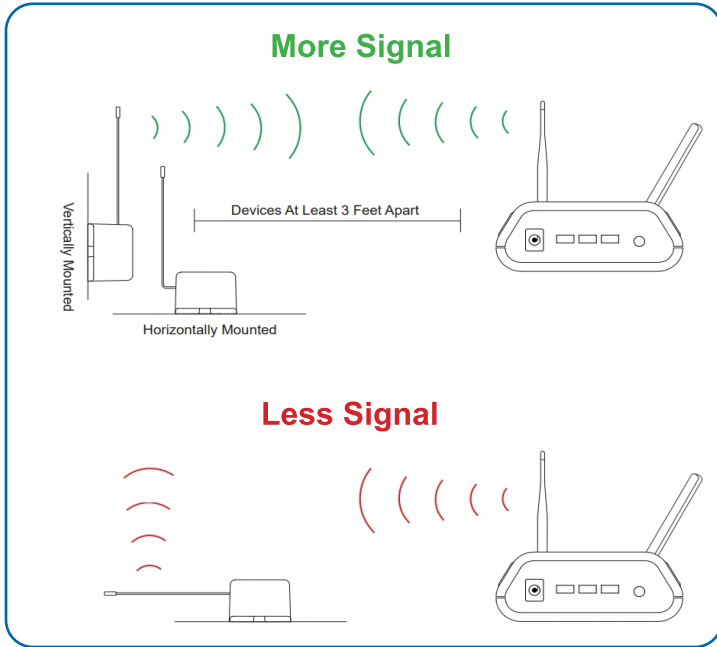 More Signal
Vertically Mounted
Devices At Least 3 Feet Apart
Horizontally Mounted
Less Signal